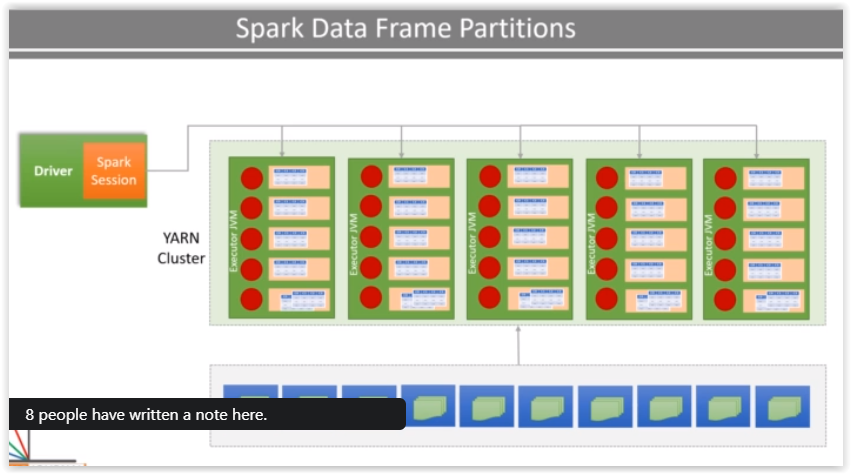 Spark Data Frame Partitions
Driver
Spark
Session
YARN
Cluster
Executor JVM
Executor JVM
Executor JVM
Executor JVM
Executor JVM
8 people have written a note here.